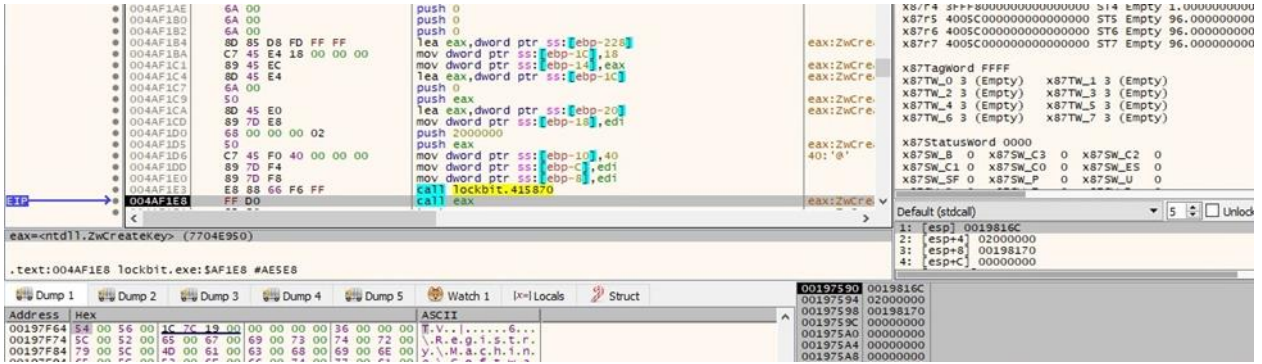 004AF1AE 6A 00 push 0
004AF1B0 6A 00 push 0
004AF1B2 6A 00 push 0
004AF1B4 8D 85 D8 FD FF FF lea eax,dword ptr ss:[ebp-228] eax:ZwCre
mov dword ptr ss:[ebp-1C],18
C7 45 E4 18 00 00 00
004AF1C1 89 45 EC mov dword ptr ss:[ebp-14],eax eax:ZwCre
004AF1C4 8D 45 E4 lea eax,dword ptr ss:[ebp-1C] eax:ZwCre
004AF1C7 6A 00 push 0
004AF1C9 50 push eax eax:ZwCre
004AF1CA 8D 45 E0 lea eax,dword ptr ss:[ebp-20] eax:ZwCre
004AF1CD 89 7D E8 mov dword ptr ss:[ebp-18],edi
004AF1D0 68 00 00 00 02 push 2000000
004AF1D5 50 push eax eax:ZwCre
004AF1D6 C7 45 F0 40 00 00 00 mov dword ptr ss:[ebp-10],40 40:'@'
004AF1DD 89 7D F4 mov dword ptr ss:[ebp-C],edi
004AF1E0 89 7D F8 mov dword ptr ss:[ebp-8],edi
004AF1E3 E8 88 66 F6 FF call lockbit.415870
EIP 004AF1E8 FF D0 call eax eax:ZwCre
eax=<ntdll.ZwCreateKey> (7704E950)
.text:004AF1E8 lockbit.exe:$AF1E8 #AE5E8
x87r4 3FFF8000000000000000 ST4 Empty 1.000000000
x87r5 4005C000000000000000 ST5 Empty 96.00000000
x87r6 4005C000000000000000 ST6 Empty 96.00000000
x87r7 4005C000000000000000 ST7 Empty 96.00000000
x87TagWord FFFF
x87TW_0 3 (Empty) x87TW_1 3 (Empty)
x87TW_2 3 (Empty) x87TW_3 3 (Empty)
x87TW_4 3 (Empty) x87TW_5 3 (Empty)
x87TW_6 3 (Empty) x87TW_7 3 (Empty)
x87StatusWord 0000
x87SW_B 0 x87SW_C3 0 x87SW_C2 0
x87SW_C1 0 x87SW_C0 0 x87SW_ES 0
x87SW_SF 0 x87SW_P 0 x87SW_U 0
Default (stdcall) 5 Unlock
1: [esp] 0019816C
2: [esp+4] 02000000
3: [esp+8] 00198170
4: [esp+C] 00000000
Dump 1 Dump 2 Dump 3 Dump 4 Dump 5 Watch 1 [x=] Locals Struct
Address Hex ASCII
00197F64 54 00 56 00 1C 7C 19 00 00 00 00 00 36 00 00 00 T.V..|......6...
00197F74 5C 00 52 00 65 00 67 00 69 00 73 00 74 00 72 00 \.R.e.g.i.s.t.r.
00197F84 79 00 5C 00 4D 00 61 00 63 00 68 00 69 00 6E 00 y.\.M.a.c.h.i.n.
00197590 0019816C
00197594 02000000
00197598 00198170
0019759C 00000000
001975A0 00000000
001975A4 00000000
001975A8 00000000